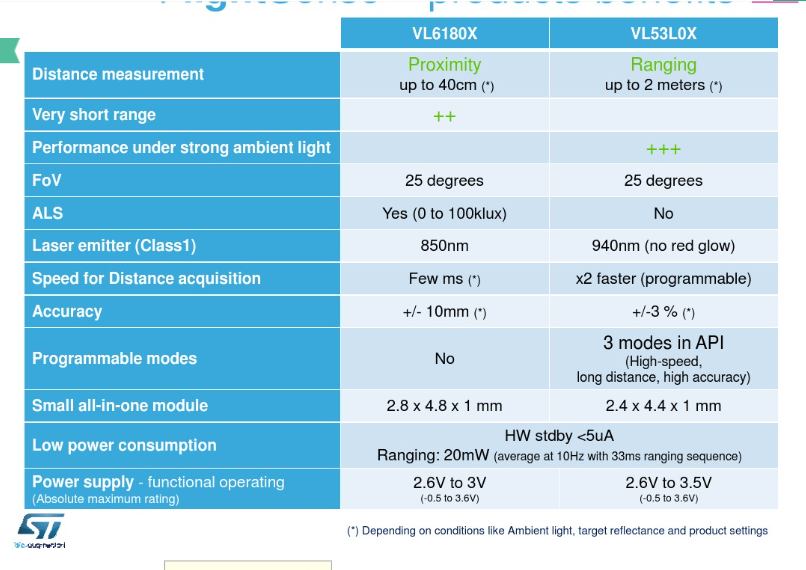 VL6180X VL53L0X
Distance measurement Proximity Ranging
up to 40cm (*) up to 2 meters (*)
Very short range ++
Performance under strong ambient light +++
FoV 25 degrees 25 degrees
ALS Yes (0 to 100klux) No
Laser emitter (Class1) 850nm 940nm (no red glow)
Speed for Distance acquisition Few ms (*) x2 faster (programmable)
Accuracy +/- 10mm (*) +/-3 % (*)
Programmable modes No 3 modes in API
(High-speed,
long distance, high accuracy)
Small all-in-one module 2.8 x 4.8 x 1 mm 2.4 x 4.4 x 1 mm
Low power consumption HW stdby <5uA
Ranging: 20mW (average at 10Hz with 33ms ranging sequence)
Power supply - functional operating 2.6V to 3V 2.6V to 3.5V
(Absolute maximum rating) (-0.5 to 3.6V) (-0.5 to 3.6V)
ST
(*) Depending on conditions like Ambient light, target reflectance and product settings